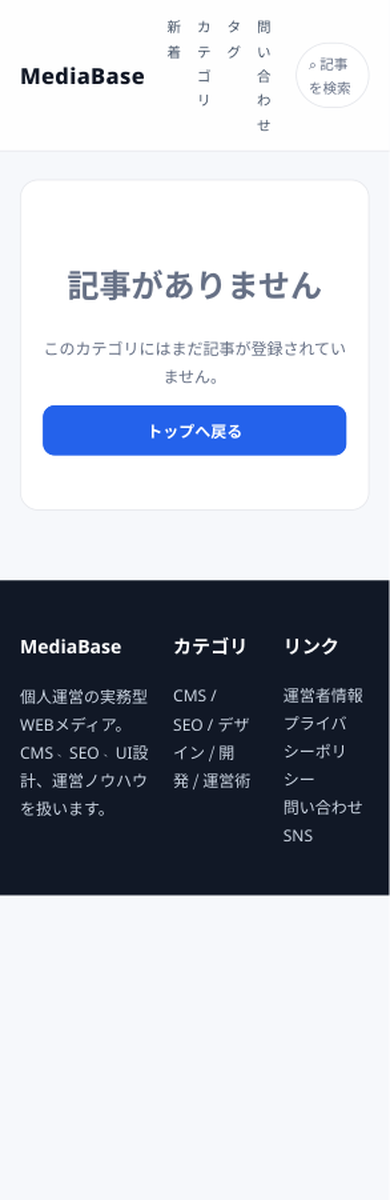 MediaBase
新着
カテゴリ
タグ
問い合わせ
⌕ 記事
を検索
記事がありません
このカテゴリにはまだ記事が登録されてい
ません。
トップへ戻る
MediaBase
個人運営の実務型
WEBメディア。
CMS、SEO、UI設
計、運営ノウハウ
を扱います。
カテゴリ
CMS /
SEO / デザ
イン / 開
発 / 運営術
リンク
運営者情報
プライバ
シーポリ
シー
問い合わせ
SNS